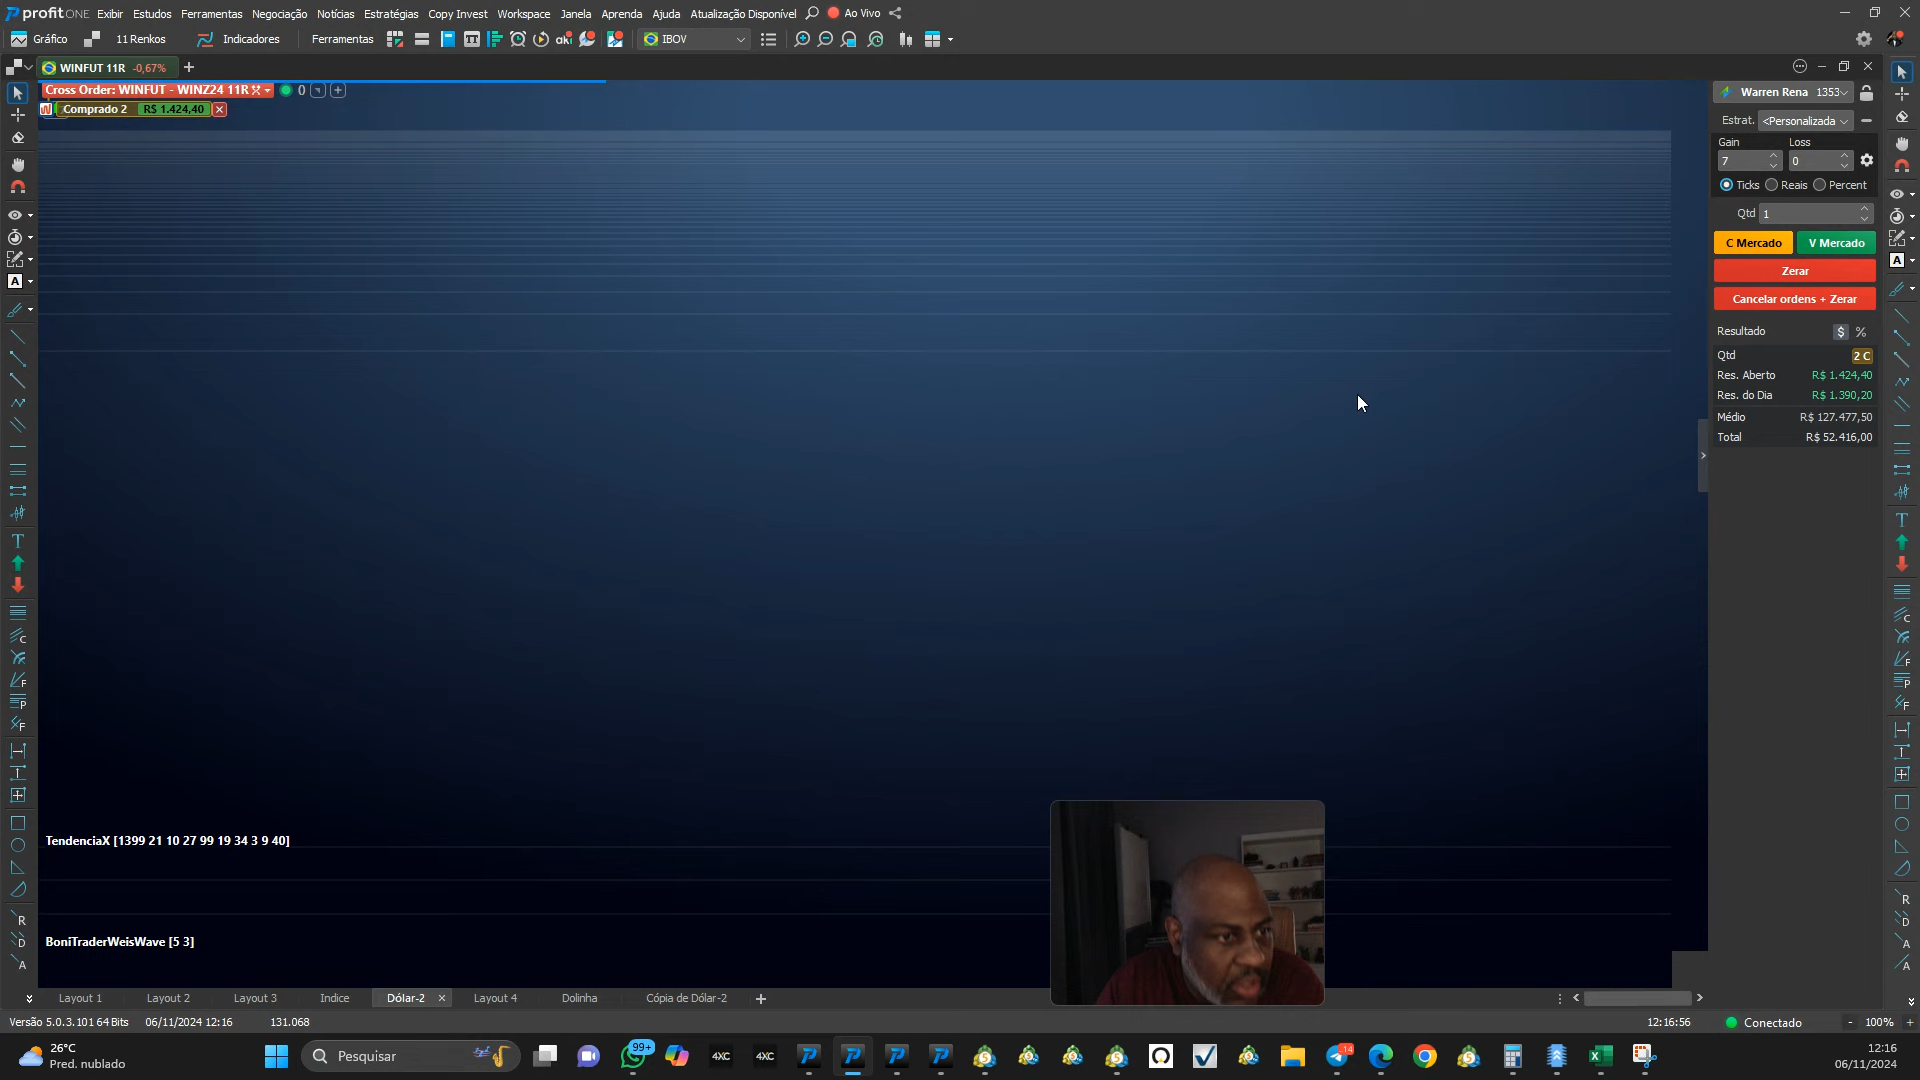 profitONE Exibir Estudos Ferramentas Negociação Notícias Estratégias Copy Invest Workspace Janela Aprenda Ajuda Atualização Disponível Ao Vivo
Gráfico 11 Renkos Indicadores Ferramentas IBOV
WINFUT 11R -0,67%
Cross Order: WINFUT - WINZ24 11R 0
Comprado 2 R$ 1.424,40
Warren Rena 1353
Estrat. <Personalizada
Gain Loss
7 0
Ticks Reais Percent
Qtd 1
C Mercado V Mercado
Zerar
Cancelar ordens + Zerar
Resultado $ %
Qtd 2 C
Res. Aberto R$ 1.424,40
Res. do Dia R$ 1.390,20
Médio R$ 127.477,50
Total R$ 52.416,00
TendenciaX [1399 21 10 27 99 19 34 3 9 40]
BoniTraderWeisWave [5 3]
Layout 1 Layout 2 Layout 3 Indice Dólar-2 Layout 4 Dolinha Cópia de Dólar-2
Versão 5.0.3.101 64 Bits 06/11/2024 12:16 131.068 12:16:56 Conectado - 100% +
26°C
Pred. nublado
Pesquisar
99+
4XC
4XC
14
12:16
06/11/2024